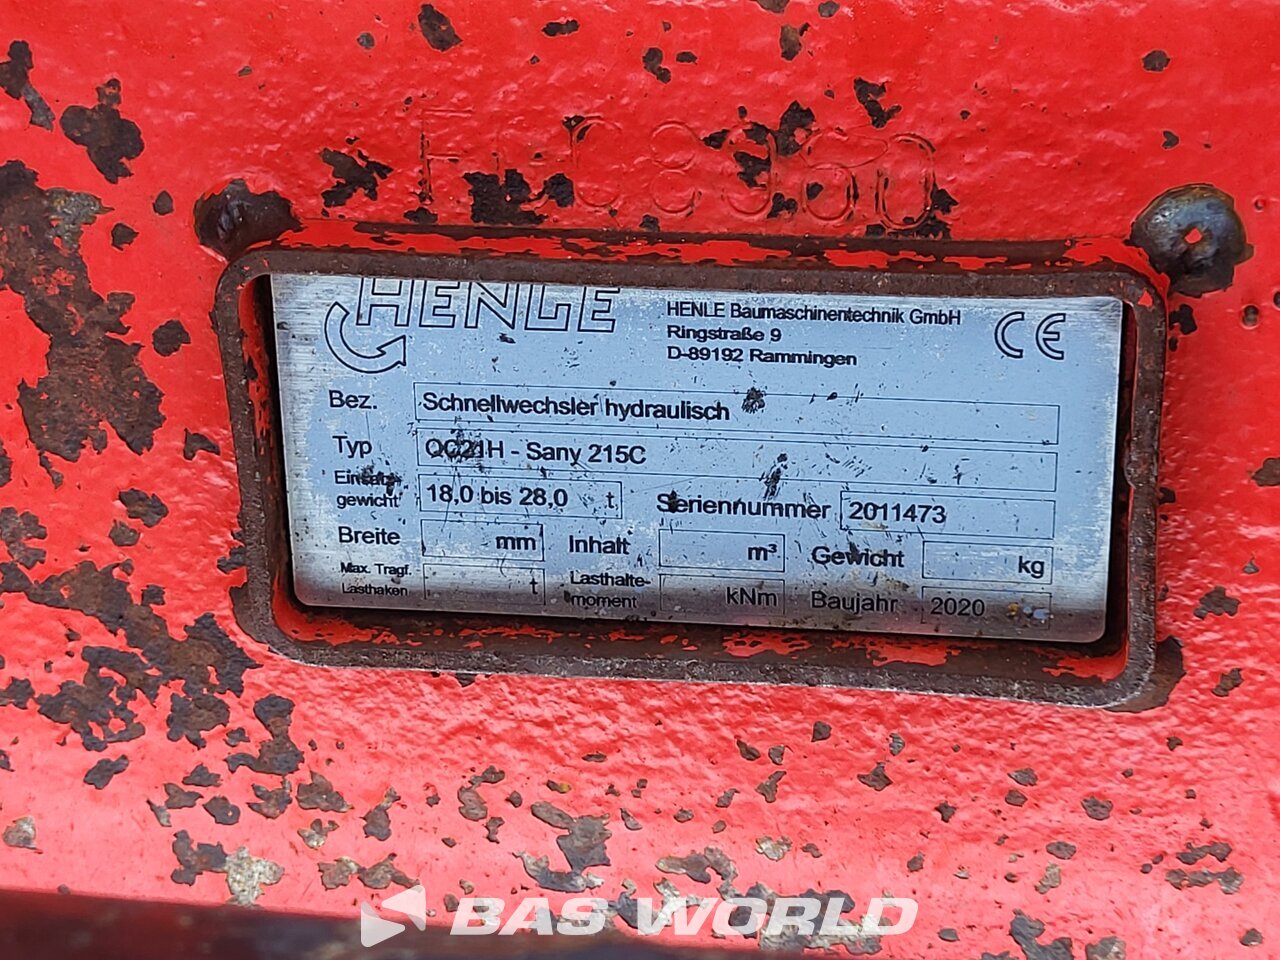 HENLE
HENLE Baumaschinentechnik GmbH
Ringstraße 9
D-89192 Rammingen
CE
Bez. Schnellwechsler hydraulisch
Typ QC21H - Sany 215C
Einsatz-
gewicht 18,0 bis 28,0 t Seriennummer 2011473
Breite mm Inhalt m³ Gewicht kg
Max. Tragf.
Lasthaken t
Lasthalte-
moment kNm Baujahr 2020
BAS WORLD